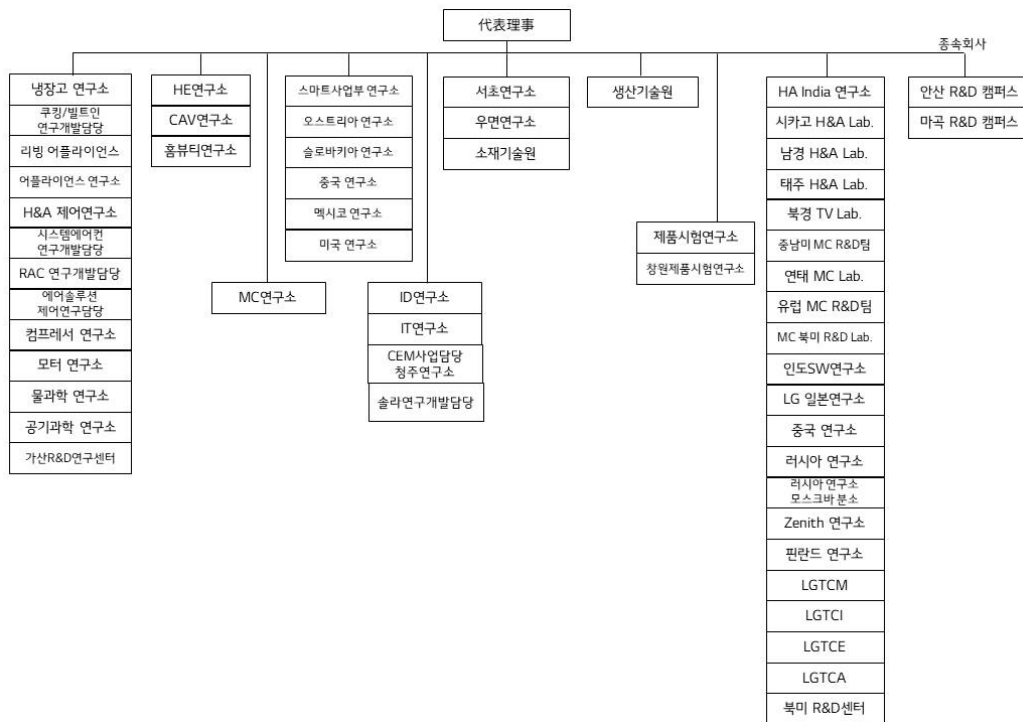 代表理事
종속회사
냉장고 연구소
쿠킹/빌트인
연구개발담당
리빙 어플라이언스
어플라이언스 연구소
H&A 제어연구소
시스템에어컨
연구개발담당
RAC 연구개발담당
에어솔루션
제어연구담당
컴프레서 연구소
모터 연구소
물과학 연구소
공기과학 연구소
가산R&D연구센터
HE연구소
CAV연구소
홈뷰티연구소
MC연구소
스마트사업부 연구소
오스트리아 연구소
슬로바키아 연구소
중국 연구소
멕시코 연구소
미국 연구소
ID연구소
IT연구소
CEM사업담당
청주연구소
솔라연구개발담당
서초연구소
우면연구소
소재기술원
생산기술원
제품시험연구소
창원제품시험연구소
HA India 연구소
시카고 H&A Lab.
남경 H&A Lab.
태주 H&A Lab.
북경 TV Lab.
중남미 MC R&D팀
연태 MC Lab.
유럽 MC R&D팀
MC 북미 R&D Lab.
인도SW연구소
LG 일본연구소
중국 연구소
러시아 연구소
러시아 연구소
모스크바 분소
Zenith 연구소
핀란드 연구소
LGTCM
LGTCI
LGTCE
LGTCA
북미 R&D센터
안산 R&D 캠퍼스
마곡 R&D 캠퍼스